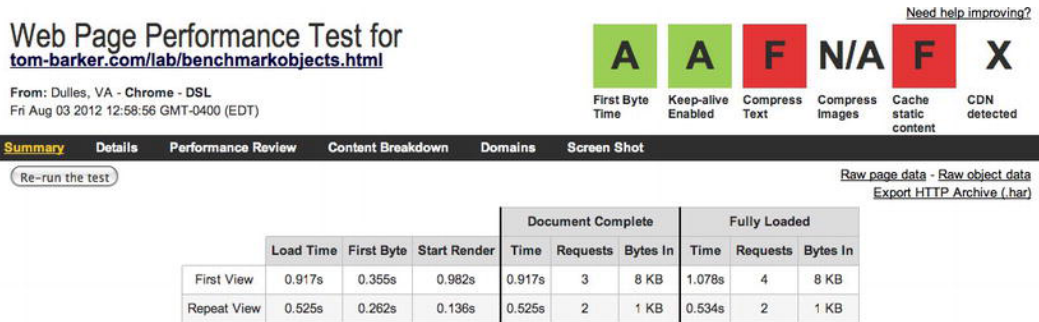 Need help improving?
Web Page Performance Test for
tom-barker.com/lab/benchmarkobjects.html
From: Dulles, VA - Chrome - DSL
Fri Aug 03 2012 12:58:56 GMT-0400 (EDT)
A A F N/A F X
First Byte Time
Keep-alive Enabled
Compress Text
Compress Images
Cache static content
CDN detected
Summary Details Performance Review Content Breakdown Domains Screen Shot
Re-run the test
Raw page data - Raw object data
Export HTTP Archive (.har)
Document Complete Fully Loaded
Load Time First Byte Start Render Time Requests Bytes In Time Requests Bytes In
First View 0.917s 0.355s 0.982s 0.917s 3 8 KB 1.078s 4 8 KB
Repeat View 0.525s 0.262s 0.136s 0.525s 2 1 KB 0.534s 2 1 KB